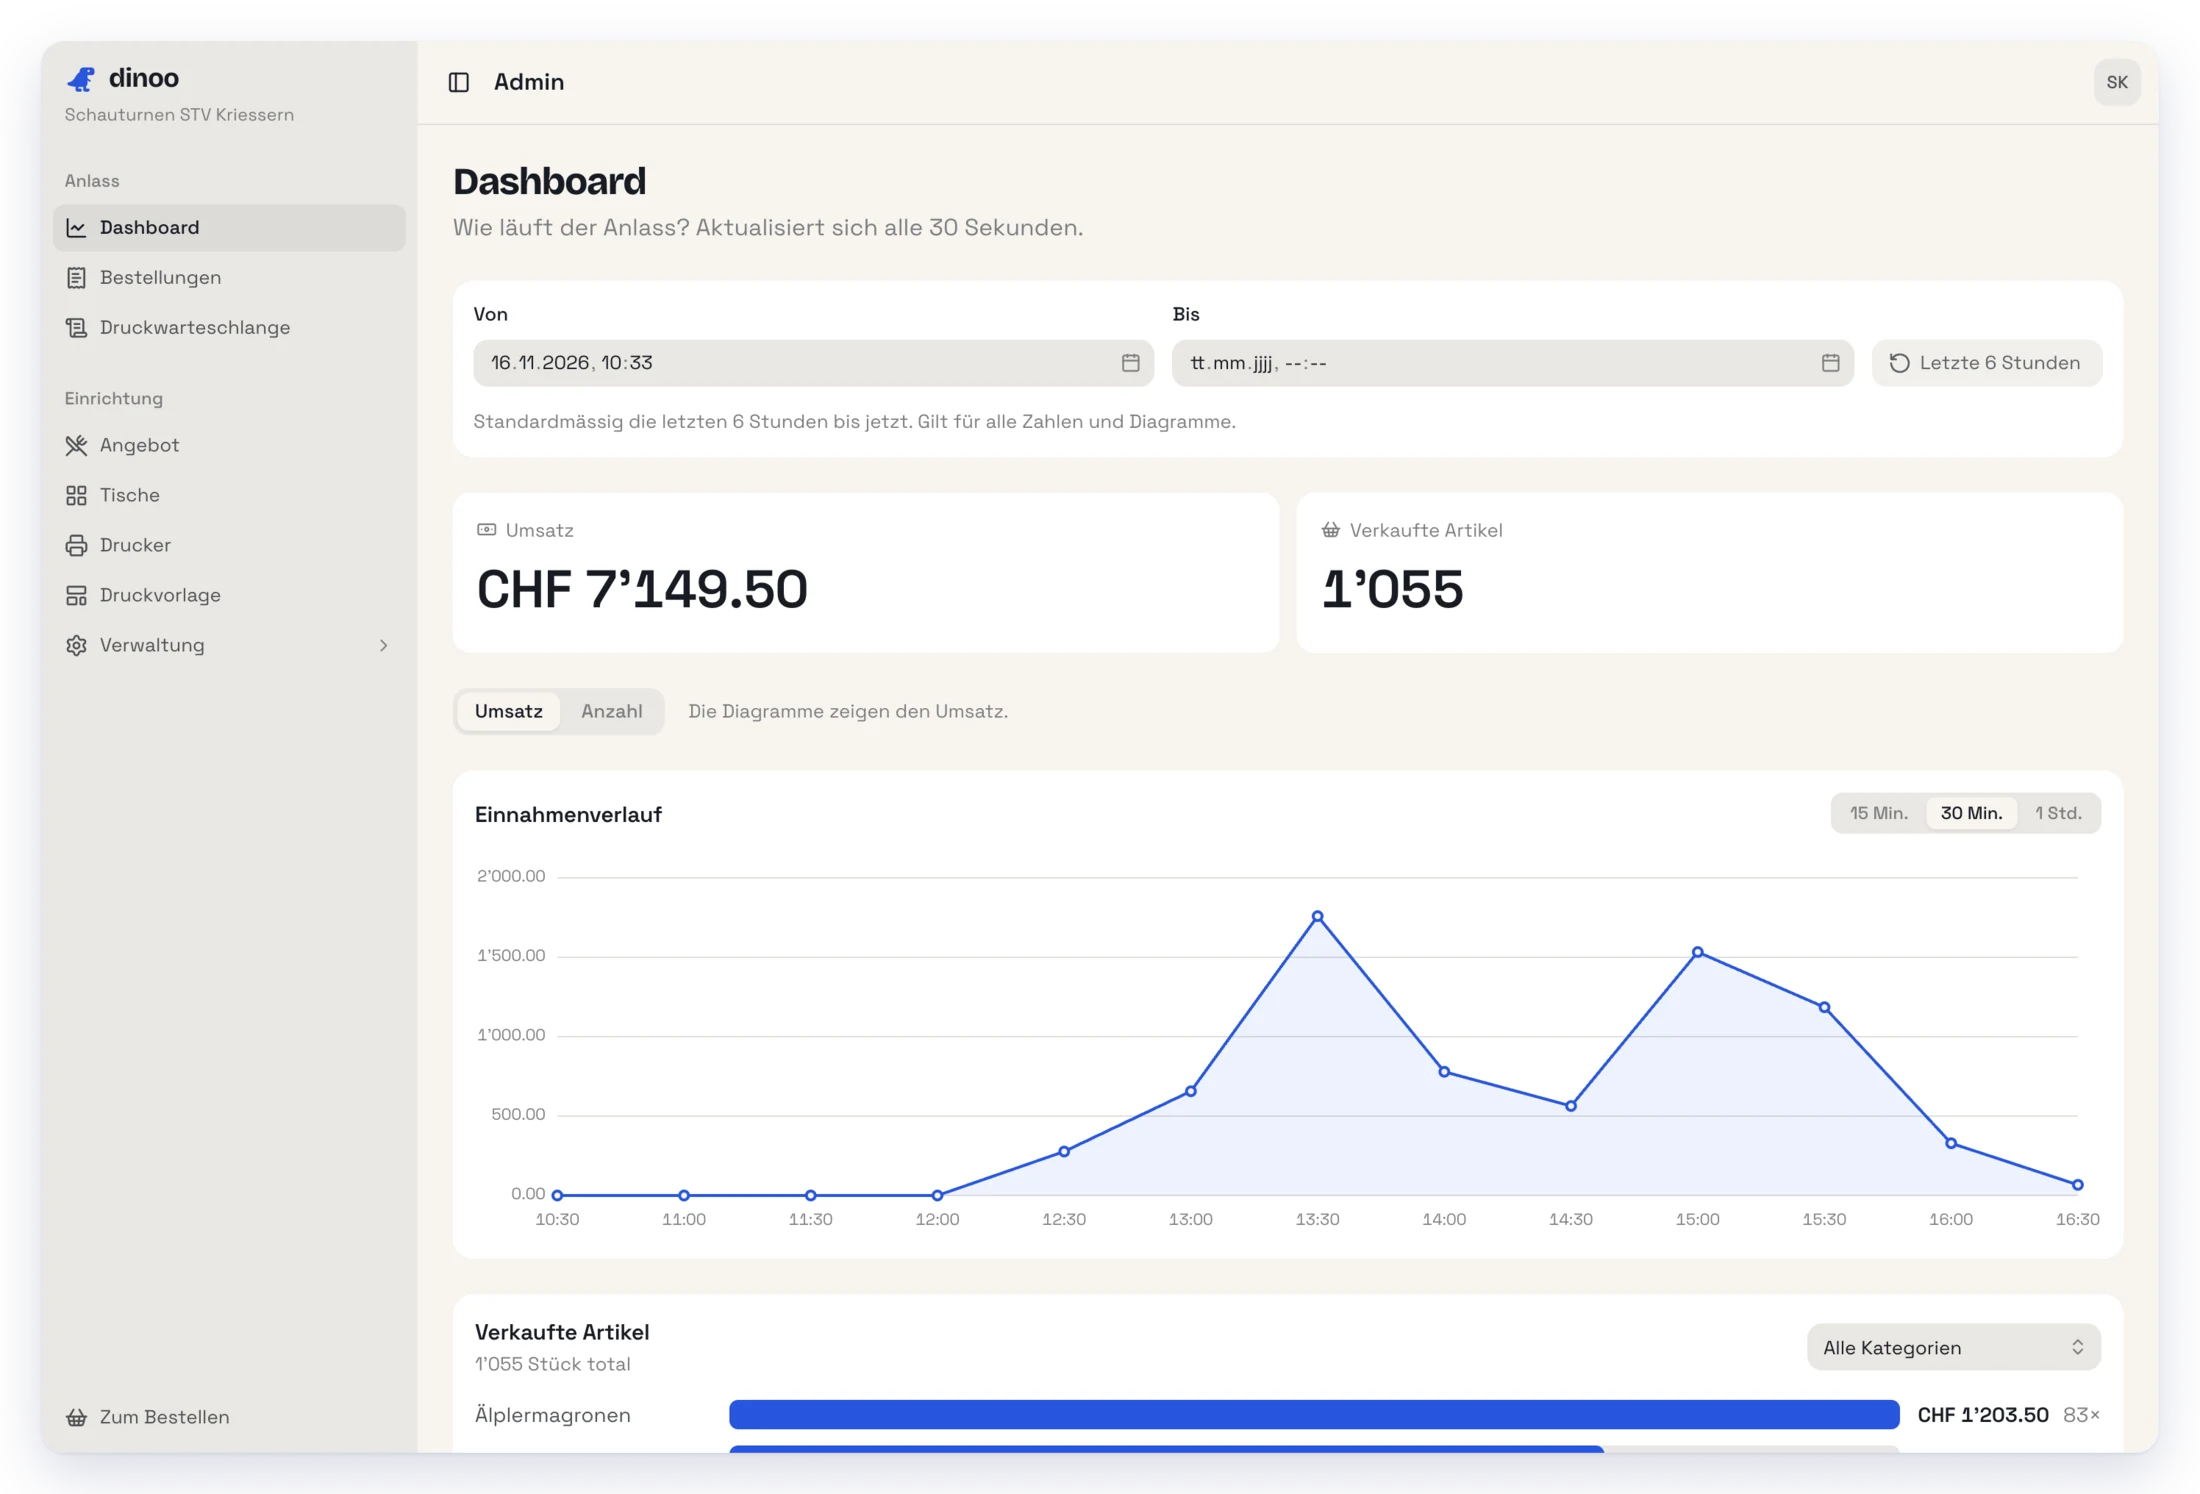 dinoo
Schauturnen STV Kriessern
Anlass
Dashboard
Bestellungen
Druckwarteschlange
Einrichtung
Angebot
Tische
Drucker
Druckvorlage
Verwaltung
Zum Bestellen
Admin
SK
Dashboard
Wie läuft der Anlass? Aktualisiert sich alle 30 Sekunden.
Von
Bis
16.11.2026, 10:33
tt.mm.jjjj, --:--
Letzte 6 Stunden
Standardmässig die letzten 6 Stunden bis jetzt. Gilt für alle Zahlen und Diagramme.
Umsatz
CHF 7’149.50
Verkaufte Artikel
1’055
Umsatz
Anzahl
Die Diagramme zeigen den Umsatz.
Einnahmenverlauf
15 Min.
30 Min.
1 Std.
2’000.00
1’500.00
1’000.00
500.00
0.00
10:30
11:00
11:30
12:00
12:30
13:00
13:30
14:00
14:30
15:00
15:30
16:00
16:30
Verkaufte Artikel
1’055 Stück total
Alle Kategorien
Älplermagronen
CHF 1’203.50 83×